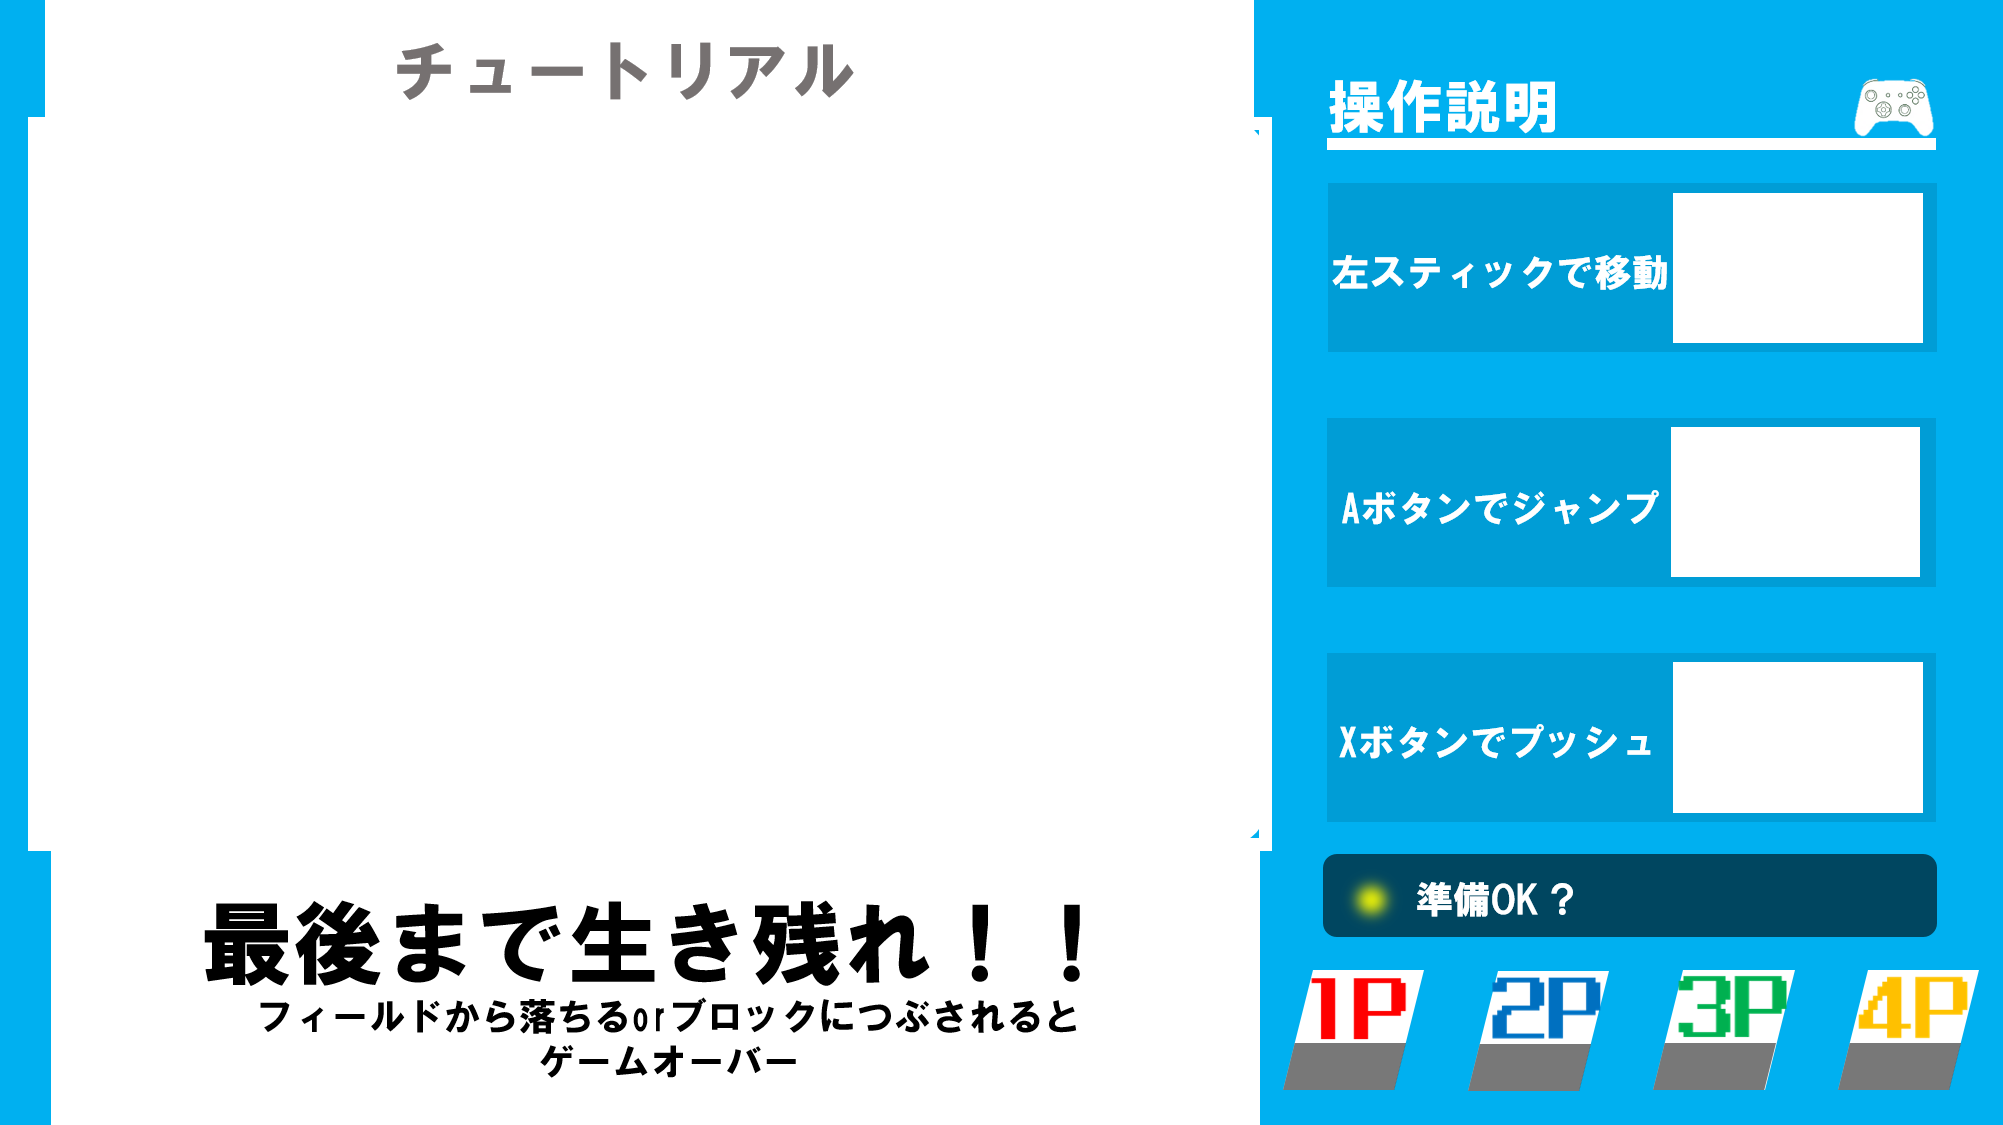 チュートリアル
最後まで生き残れ！！
フィールドから落ちるorブロックにつぶされると
ゲームオーバー
操作説明
左スティックで移動
Aボタンでジャンプ
Xボタンでプッシュ
準備OK？
1P
2P
3P
4P